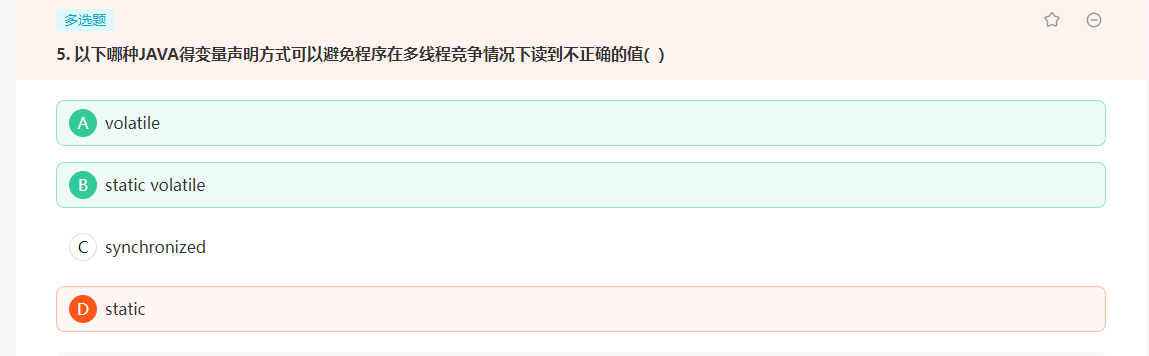 多选题
5. 以下哪种JAVA得变量声明方式可以避免程序在多线程竞争情况下读到不正确的值( )
A volatile
B static volatile
C synchronized
D static